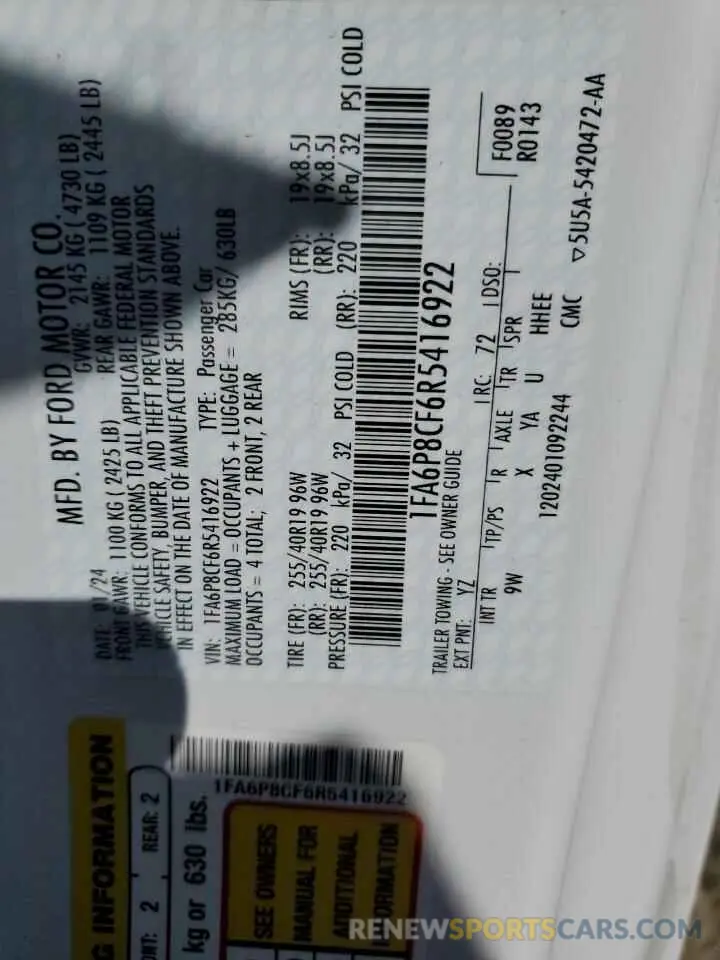 MFD. BY FORD MOTOR CO.
DATE: 01/24 GVWR: 2145 KG ( 4730 LB)
FRONT GAWR: 1100 KG ( 2425 LB) REAR GAWR: 1109 KG ( 2445 LB)
THIS VEHICLE CONFORMS TO ALL APPLICABLE FEDERAL MOTOR
VEHICLE SAFETY, BUMPER, AND THEFT PREVENTION STANDARDS
IN EFFECT ON THE DATE OF MANUFACTURE SHOWN ABOVE.
VIN: 1FA6P8CF6R5416922 TYPE: Passenger Car
MAXIMUM LOAD = OCCUPANTS + LUGGAGE = 285KG/ 630LB
OCCUPANTS = 4 TOTAL; 2 FRONT, 2 REAR
TIRE (FR): 255/40R19 96W RIMS (FR): 19x8.5J
(RR): 255/40R19 96W (RR): 19x8.5J
PRESSURE (FR): 220 kPa/ 32 PSI COLD (RR): 220 kPa/ 32 PSI COLD
1FA6P8CF6R5416922
TRAILER TOWING - SEE OWNER GUIDE
EXT PNT: YZ RC: 72 DSO: F0089
R0143
INT TR TP/PS R AXLE TR SPR
9W X YA U HHEE
1202401092244 CMC ▽5U5A-5420472-AA
G INFORMATION
ONT: 2 REAR: 2
kg or 630 lbs.
1FA6P8CF6R5416922
SEE OWNERS
MANUAL FOR
ADDITIONAL
INFORMATION
RENEWSPORTSCARS.COM